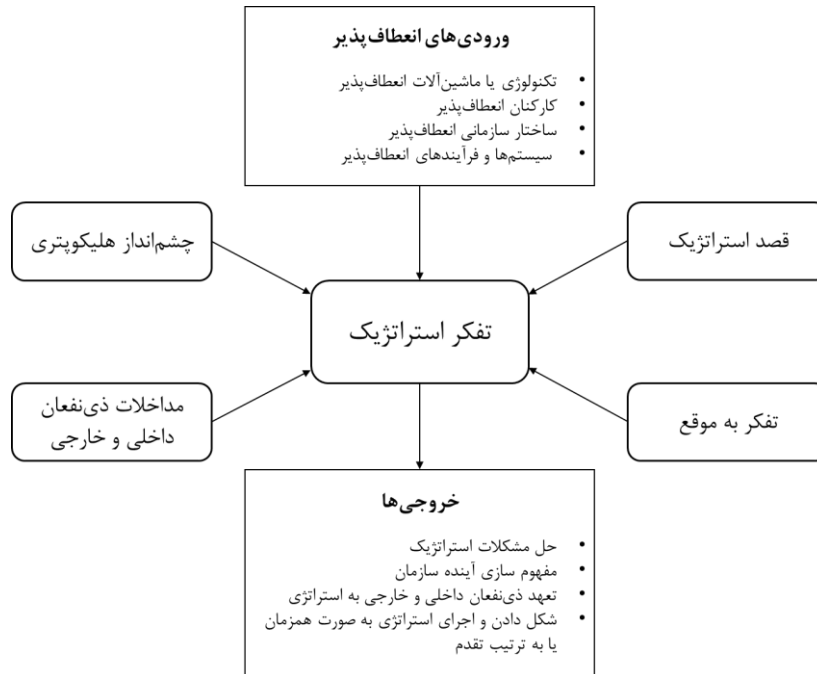 ورودی‌های انعطاف‌پذیر
• تکنولوژی یا ماشین‌آلات انعطاف‌پذیر
• کارکنان انعطاف‌پذیر
• ساختار سازمانی انعطاف‌پذیر
• سیستم‌ها و فرآیندهای انعطاف‌پذیر
قصد استراتژیک
چشم‌انداز هلیکوپتری
تفکر استراتژیک
تفکر به موقع
مداخلات ذی‌نفعان
داخلی و خارجی
خروجی‌ها
• حل مشکلات استراتژیک
• مفهوم سازی آینده سازمان
• تعهد ذی‌نفعان داخلی و خارجی به استراتژی
• شکل دادن و اجرای استراتژی به صورت همزمان
یا به ترتیب تقدم